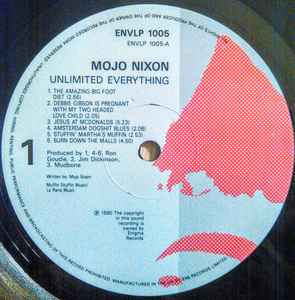 ENVLP 1005
ENVLP 1005-A
MOJO NIXON
UNLIMITED EVERYTHING
1. THE AMAZING BIG FOOT
DIET (2.56)
2. DEBBIE GIBSON IS PREGNANT
WITH MY TWO HEADED
LOVE CHILD (2.05)
3. JESUS AT MCDONALDS (5.23)
4. AMSTERDAM DOGSHIT BLUES (2.08)
5. STUFFIN' MARTHA'S MUFFIN (2.53)
6. BURN DOWN THE MALLS (4.50)
1
Produced by 1, 4-6, Ron
Goudie, 2, Jim Dickinson,
3. Mudbone
Written by: Mojo Nixon
Muffin Stuffin Music/
La Rana Music
℗ 1990 The copyright
in this sound
recording is
owned by
Enigma
Records